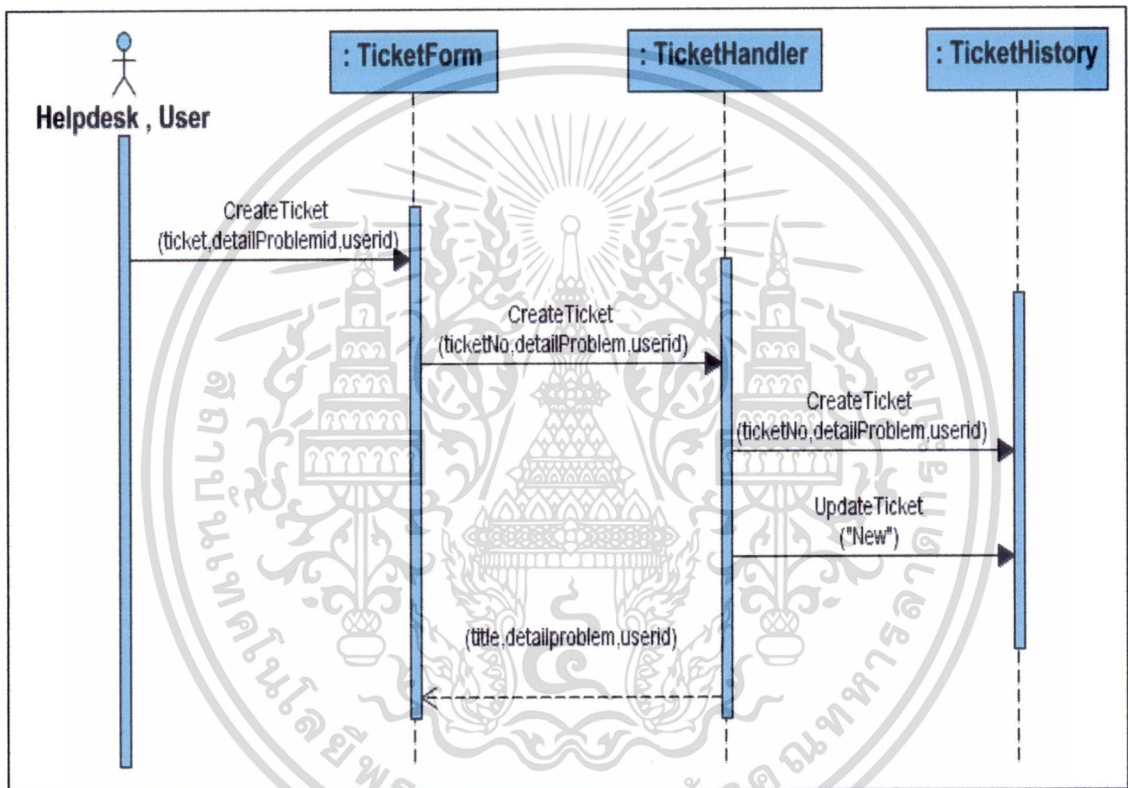 : TicketForm
: TicketHandler
: TicketHistory
Helpdesk , User
CreateTicket
(ticket,detailProblemid,userid)
CreateTicket
(ticketNo,detailProblem,userid)
CreateTicket
(ticketNo,detailProblem,userid)
UpdateTicket
("New")
(title,detailproblem,userid)